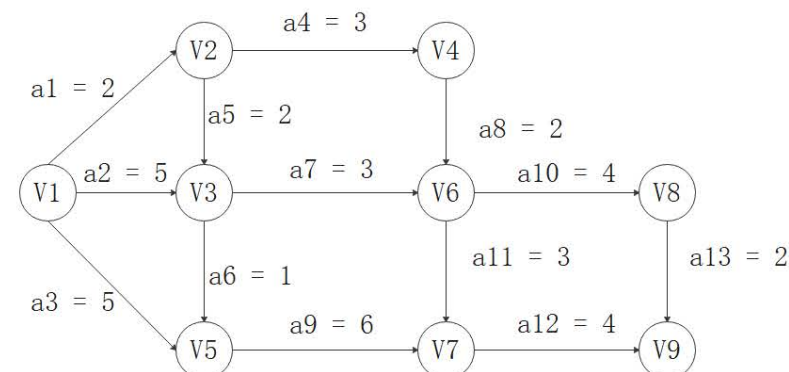 a4 = 3
V2
V4
a1 = 2
a5 = 2
a8 = 2
a2 = 5
a7 = 3
a10 = 4
V1
V3
V6
V8
a11 = 3
a13 = 2
a6 = 1
a3 = 5
a9 = 6
a12 = 4
V5
V7
V9